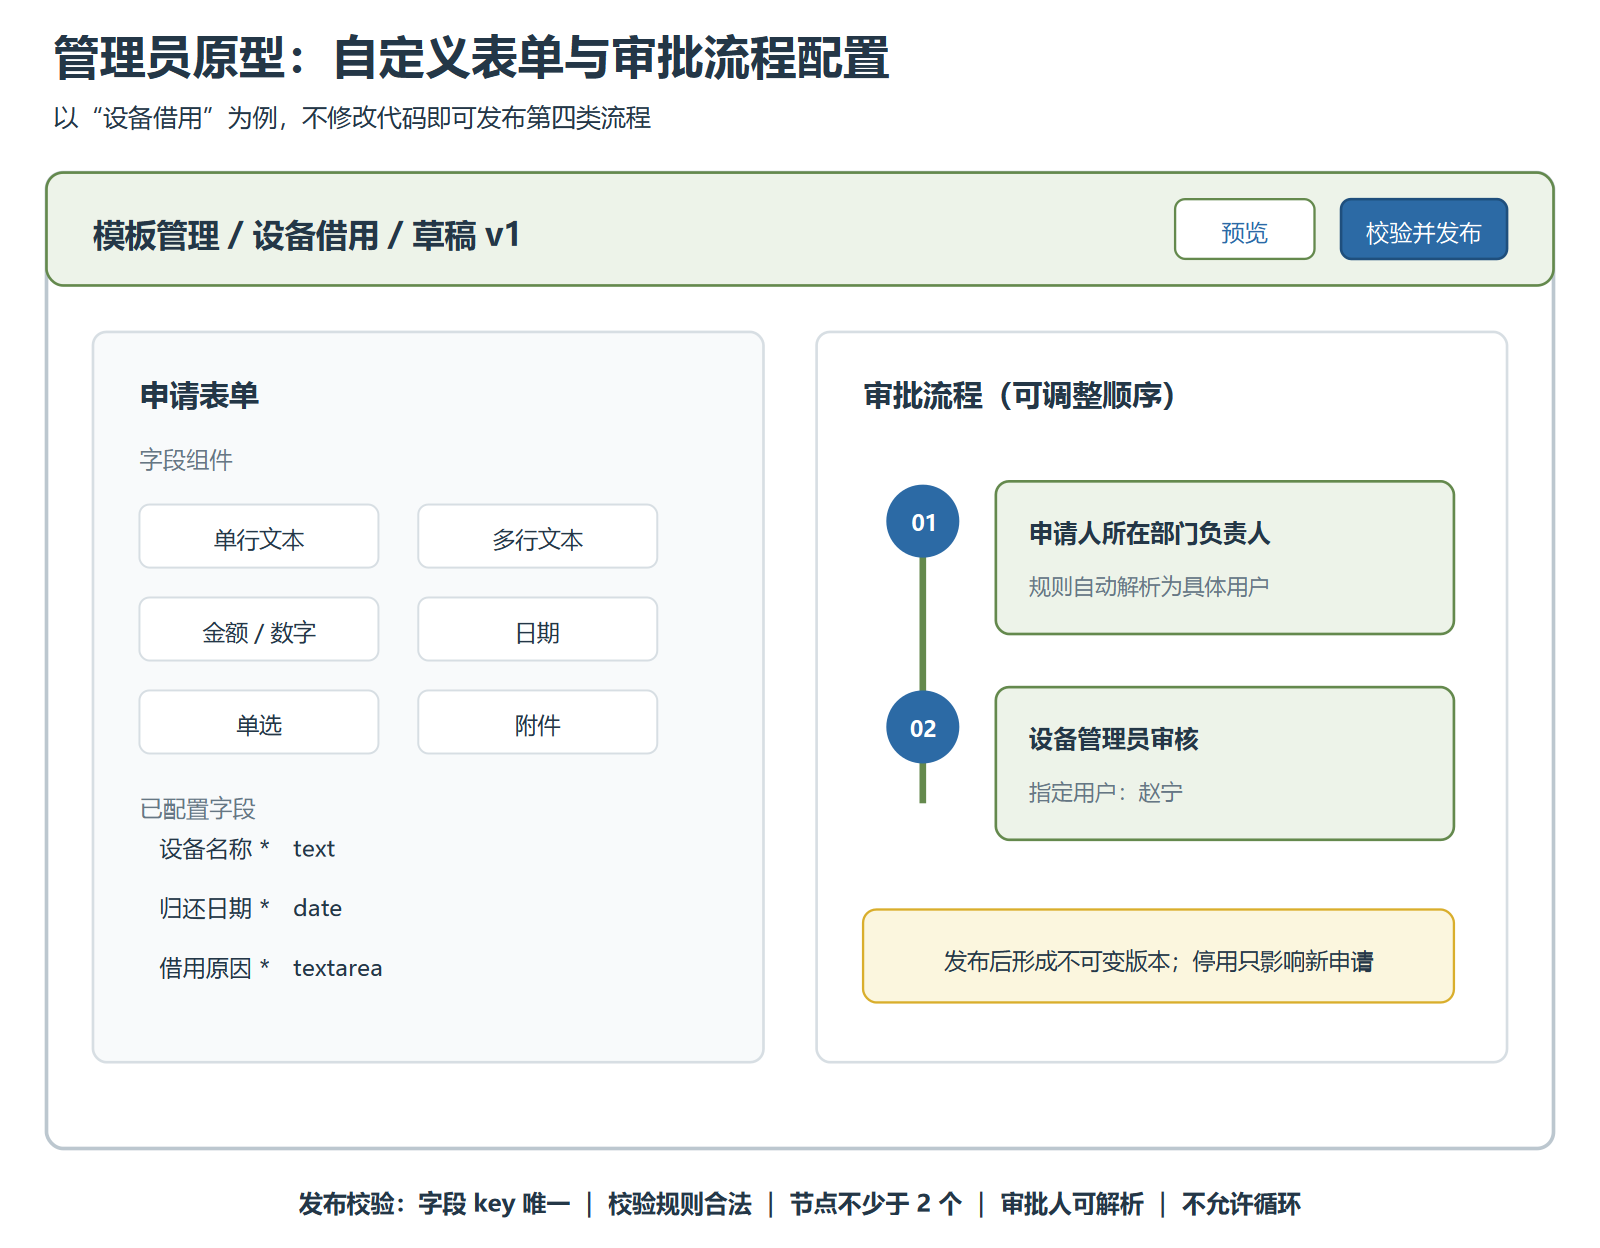 管理员原型：自定义表单与审批流程配置
以“设备借用”为例，不修改代码即可发布第四类流程
模板管理 / 设备借用 / 草稿 v1
预览
校验并发布
申请表单
字段组件
单行文本
多行文本
金额 / 数字
日期
单选
附件
已配置字段
设备名称 * text
归还日期 * date
借用原因 * textarea
审批流程（可调整顺序）
01
申请人所在部门负责人
规则自动解析为具体用户
02
设备管理员审核
指定用户：赵宁
发布后形成不可变版本；停用只影响新申请
发布校验：字段 key 唯一 ｜ 校验规则合法 ｜ 节点不少于 2 个 ｜ 审批人可解析 ｜ 不允许循环